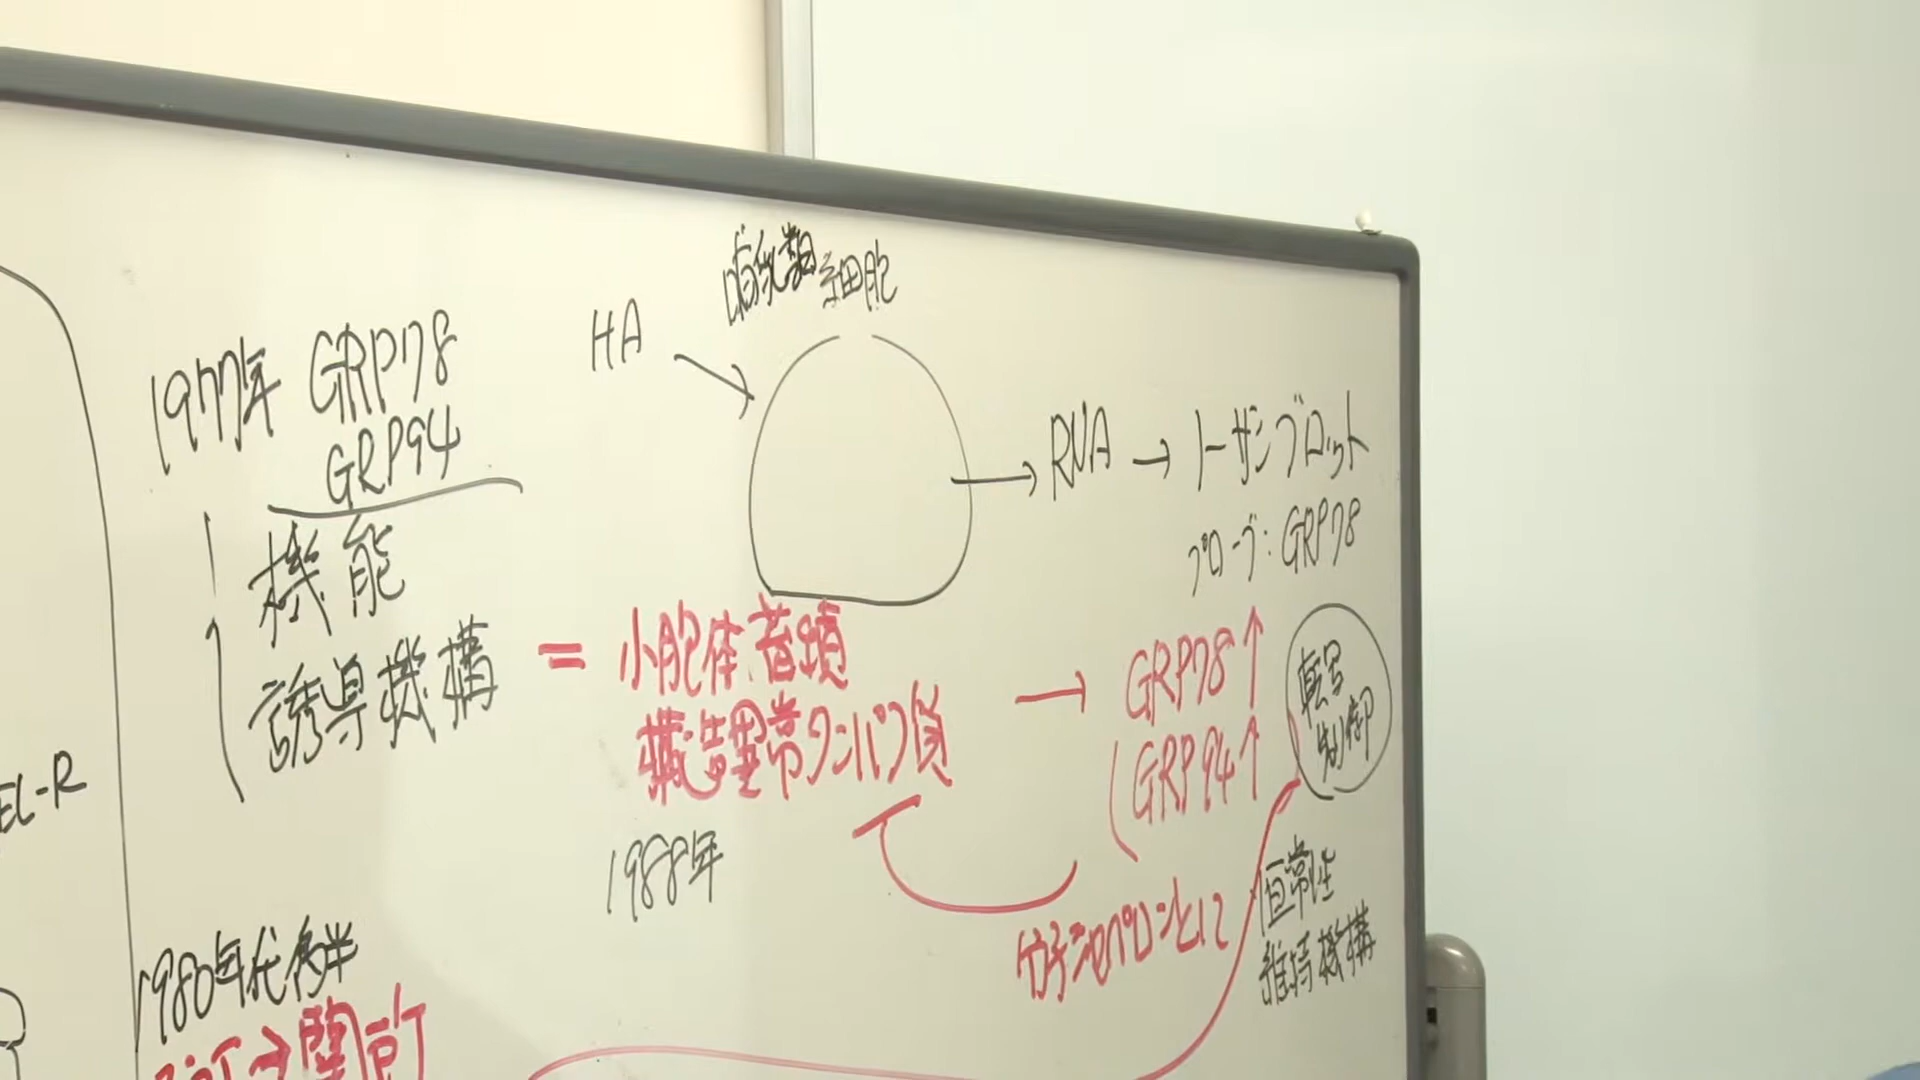 哺乳類細胞
HA
1977年 GRP78
GRP94
RNA → ノーザンブロット
プローブ: GRP78
機能
誘導機構 = 小胞体蓄積
構造異常タンパク質
→ GRP78↑
GRP94↑
転写
制御
1988年
分子シャペロンとして
恒常性
維持機構
EL-R
1980年代後半